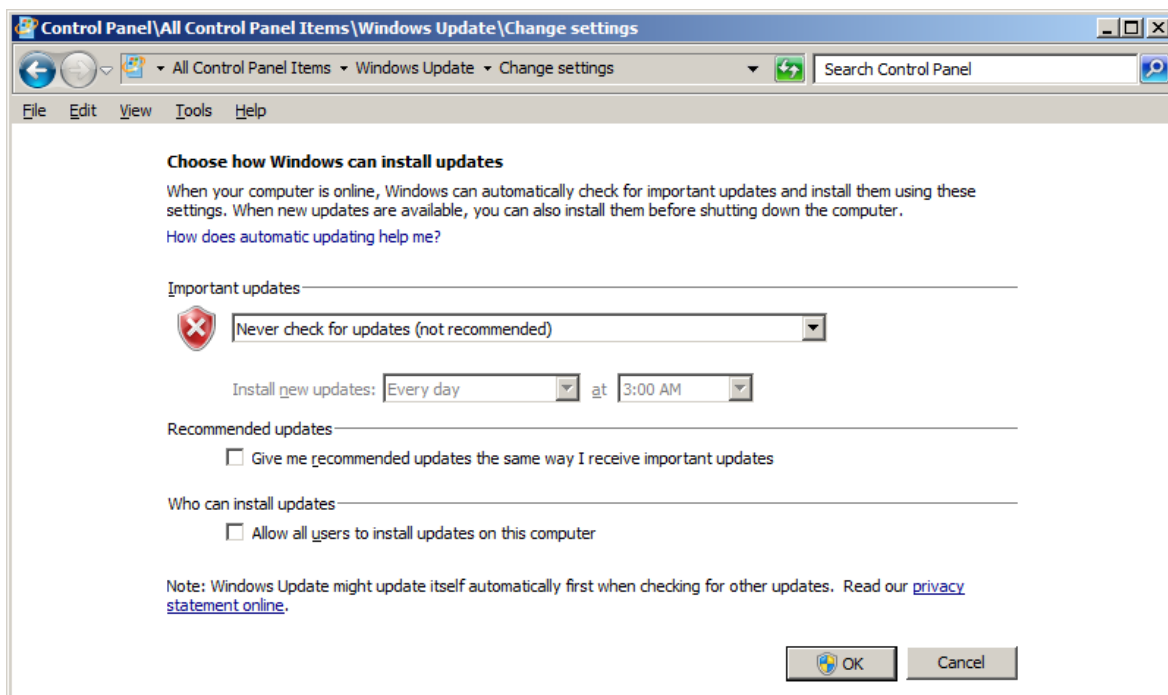 Control Panel\All Control Panel Items\Windows Update\Change settings
All Control Panel Items Windows Update Change settings Search Control Panel
File Edit View Tools Help
Choose how Windows can install updates
When your computer is online, Windows can automatically check for important updates and install them using these
settings. When new updates are available, you can also install them before shutting down the computer.
How does automatic updating help me?
Important updates
Never check for updates (not recommended)
Install new updates: Every day at 3:00 AM
Recommended updates
Give me recommended updates the same way I receive important updates
Who can install updates
Allow all users to install updates on this computer
Note: Windows Update might update itself automatically first when checking for other updates. Read our privacy
statement online.
OK Cancel